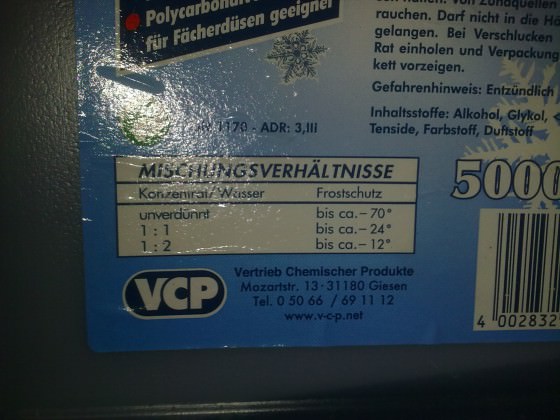 Polycarbonatve
für Fächerdüsen geeignet
rauchen. Darf nicht in die
gelangen. Bei Verschlucken
Rat einholen und Verpackung
kett vorzeigen.
Gefahrenhinweis: Entzündlich
Inhaltsstoffe: Alkohol, Glykol,
Tenside, Farbstoff, Duftstoff
1170 - ADR: 3,III
MISCHUNGSVERHÄLTNISSE
Konzentrat/Wasser Frostschutz
unverdünnt bis ca.-70°
1 : 1 bis ca.-24°
1 : 2 bis ca.-12°
5000
VCP
Vertrieb Chemischer Produkte
Mozartstr. 13·31180 Giesen
Tel. 0 50 66 / 69 11 12
www.v-c-p.net
4 002832